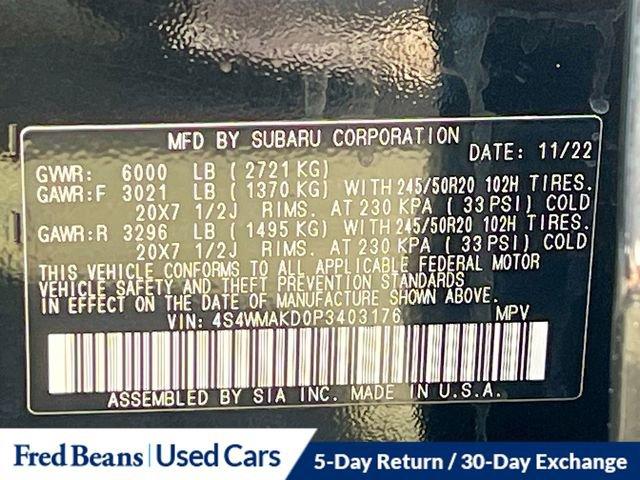 MFD BY SUBARU CORPORATION
DATE: 11/22
GVWR: 6000 LB ( 2721 KG)
GAWR:F 3021 LB ( 1370 KG) WITH 245/50R20 102H TIRES.
20X7 1/2J RIMS. AT 230 KPA ( 33 PSI) COLD
GAWR:R 3296 LB ( 1495 KG) WITH 245/50R20 102H TIRES.
20X7 1/2J RIMS. AT 230 KPA ( 33 PSI) COLD
THIS VEHICLE CONFORMS TO ALL APPLICABLE FEDERAL MOTOR
VEHICLE SAFETY AND THEFT PREVENTION STANDARDS
IN EFFECT ON THE DATE OF MANUFACTURE SHOWN ABOVE.
VIN: 4S4WMAKD0P3403176 MPV
ASSEMBLED BY SIA INC. MADE IN U.S.A.
Fred Beans | Used Cars 5-Day Return / 30-Day Exchange